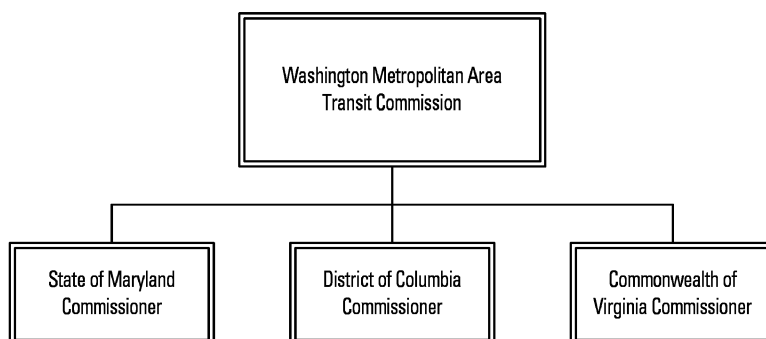 Washington Metropolitan Area
Transit Commission
State of Maryland
Commissioner
District of Columbia
Commissioner
Commonwealth of
Virginia Commissioner